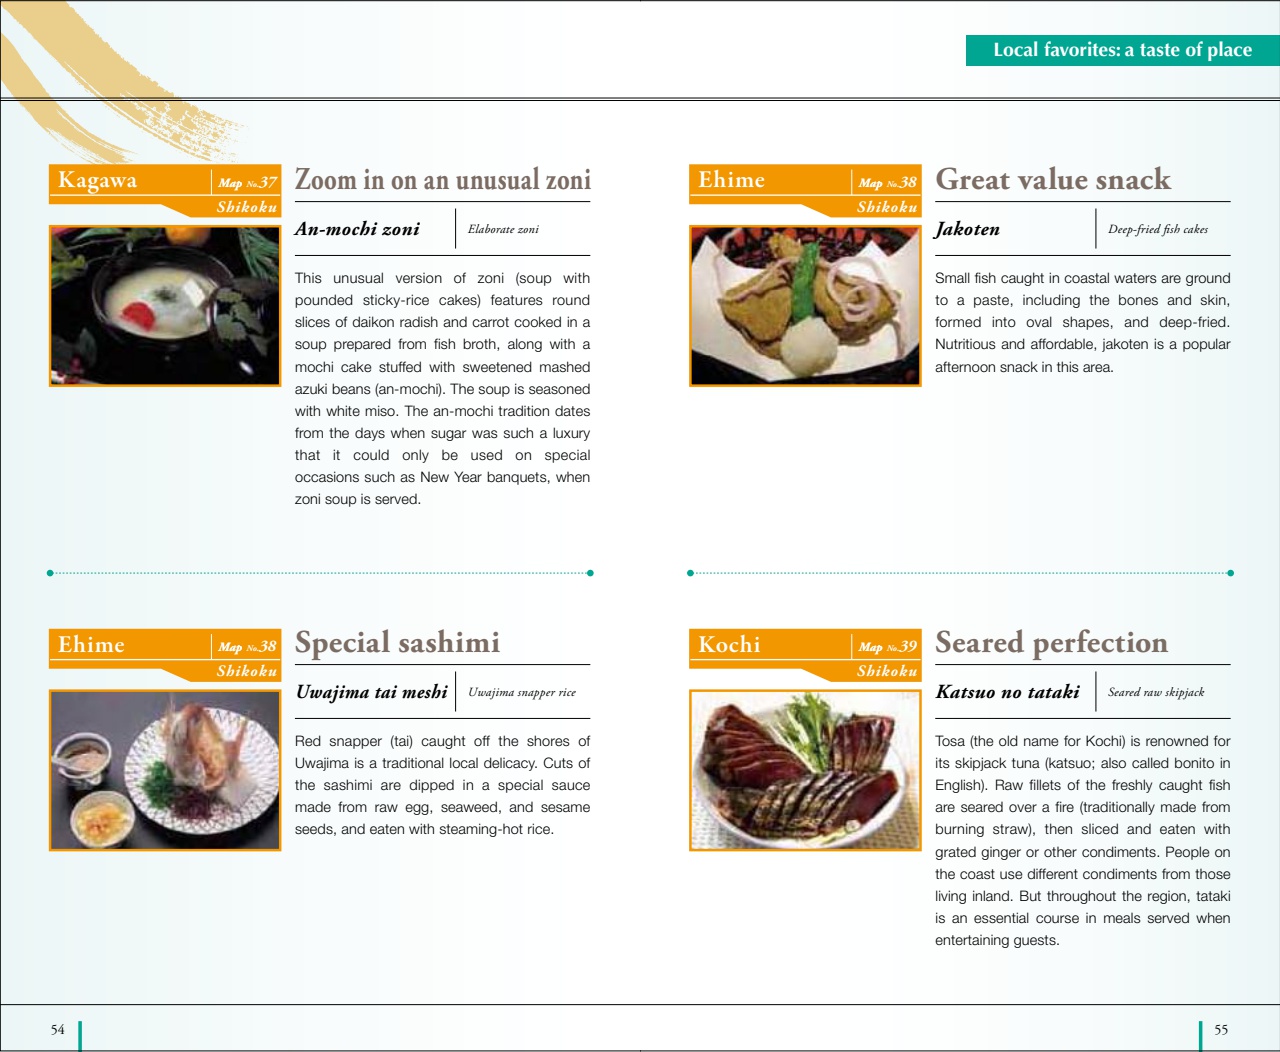 Local favorites: a taste of place
Kagawa
Map No.37
Shikoku
Zoom in on an unusual zoni
An-mochi zoni
Elaborate zoni
This unusual version of zoni (soup with
pounded sticky-rice cakes) features round
slices of daikon radish and carrot cooked in a
soup prepared from fish broth, along with a
mochi cake stuffed with sweetened mashed
azuki beans (an-mochi). The soup is seasoned
with white miso. The an-mochi tradition dates
from the days when sugar was such a luxury
that it could only be used on special
occasions such as New Year banquets, when
zoni soup is served.
Ehime
Map No.38
Shikoku
Special sashimi
Uwajima tai meshi
Uwajima snapper rice
Red snapper (tai) caught off the shores of
Uwajima is a traditional local delicacy. Cuts of
the sashimi are dipped in a special sauce
made from raw egg, seaweed, and sesame
seeds, and eaten with steaming-hot rice.
54
Ehime
Map No.38
Shikoku
Great value snack
Jakoten
Deep-fried fish cakes
Small fish caught in coastal waters are ground
to a paste, including the bones and skin,
formed into oval shapes, and deep-fried.
Nutritious and affordable, jakoten is a popular
afternoon snack in this area.
Kochi
Map No.39
Shikoku
Seared perfection
Katsuo no tataki
Seared raw skipjack
Tosa (the old name for Kochi) is renowned for
its skipjack tuna (katsuo; also called bonito in
English). Raw fillets of the freshly caught fish
are seared over a fire (traditionally made from
burning straw), then sliced and eaten with
grated ginger or other condiments. People on
the coast use different condiments from those
living inland. But throughout the region, tataki
is an essential course in meals served when
entertaining guests.
55